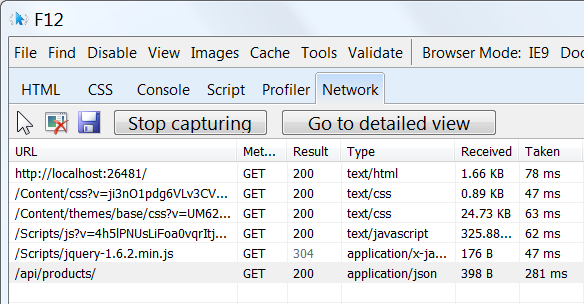 F12
File Find Disable View Images Cache Tools Validate Browser Mode: IE9 Doc
HTML CSS Console Script Profiler Network
Stop capturing Go to detailed view
URL Met... Result Type Received Taken
http://localhost:26481/ GET 200 text/html 1.66 KB 78 ms
/Content/css?v=ji3nO1pdg6VLv3CV... GET 200 text/css 0.89 KB 47 ms
/Content/themes/base/css?v=UM62... GET 200 text/css 24.73 KB 63 ms
/Scripts/js?v=4h5lPNUsLiFoa0vqrItj... GET 200 text/javascript 325.88... 62 ms
/Scripts/jquery-1.6.2.min.js GET 304 application/x-ja... 176 B 47 ms
/api/products/ GET 200 application/json 398 B 281 ms